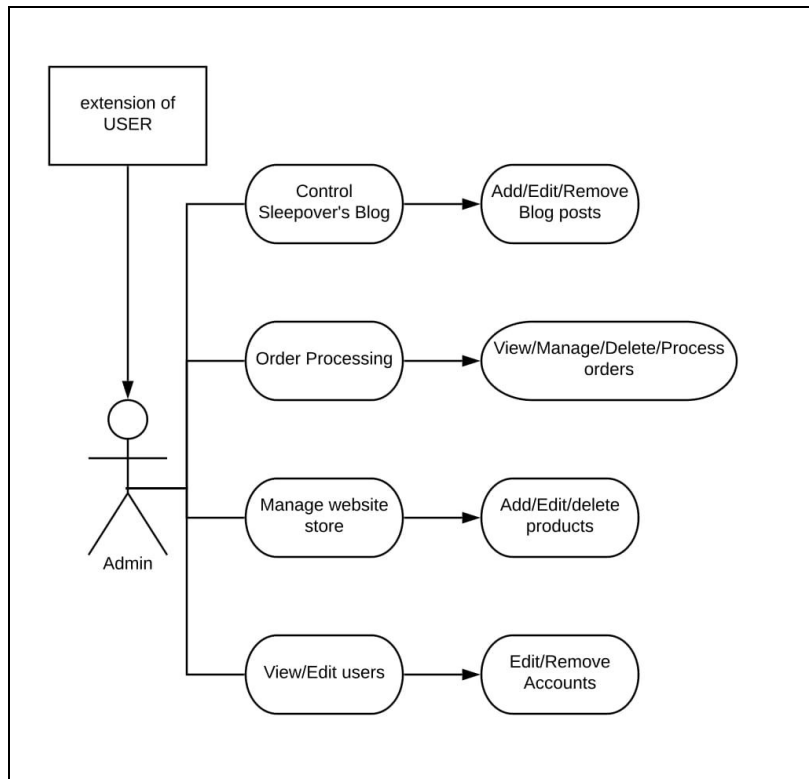 extension of
USER
Control
Sleepover's Blog
Add/Edit/Remove
Blog posts
Order Processing
View/Manage/Delete/Process
orders
Manage website
store
Add/Edit/delete
products
Admin
View/Edit users
Edit/Remove
Accounts